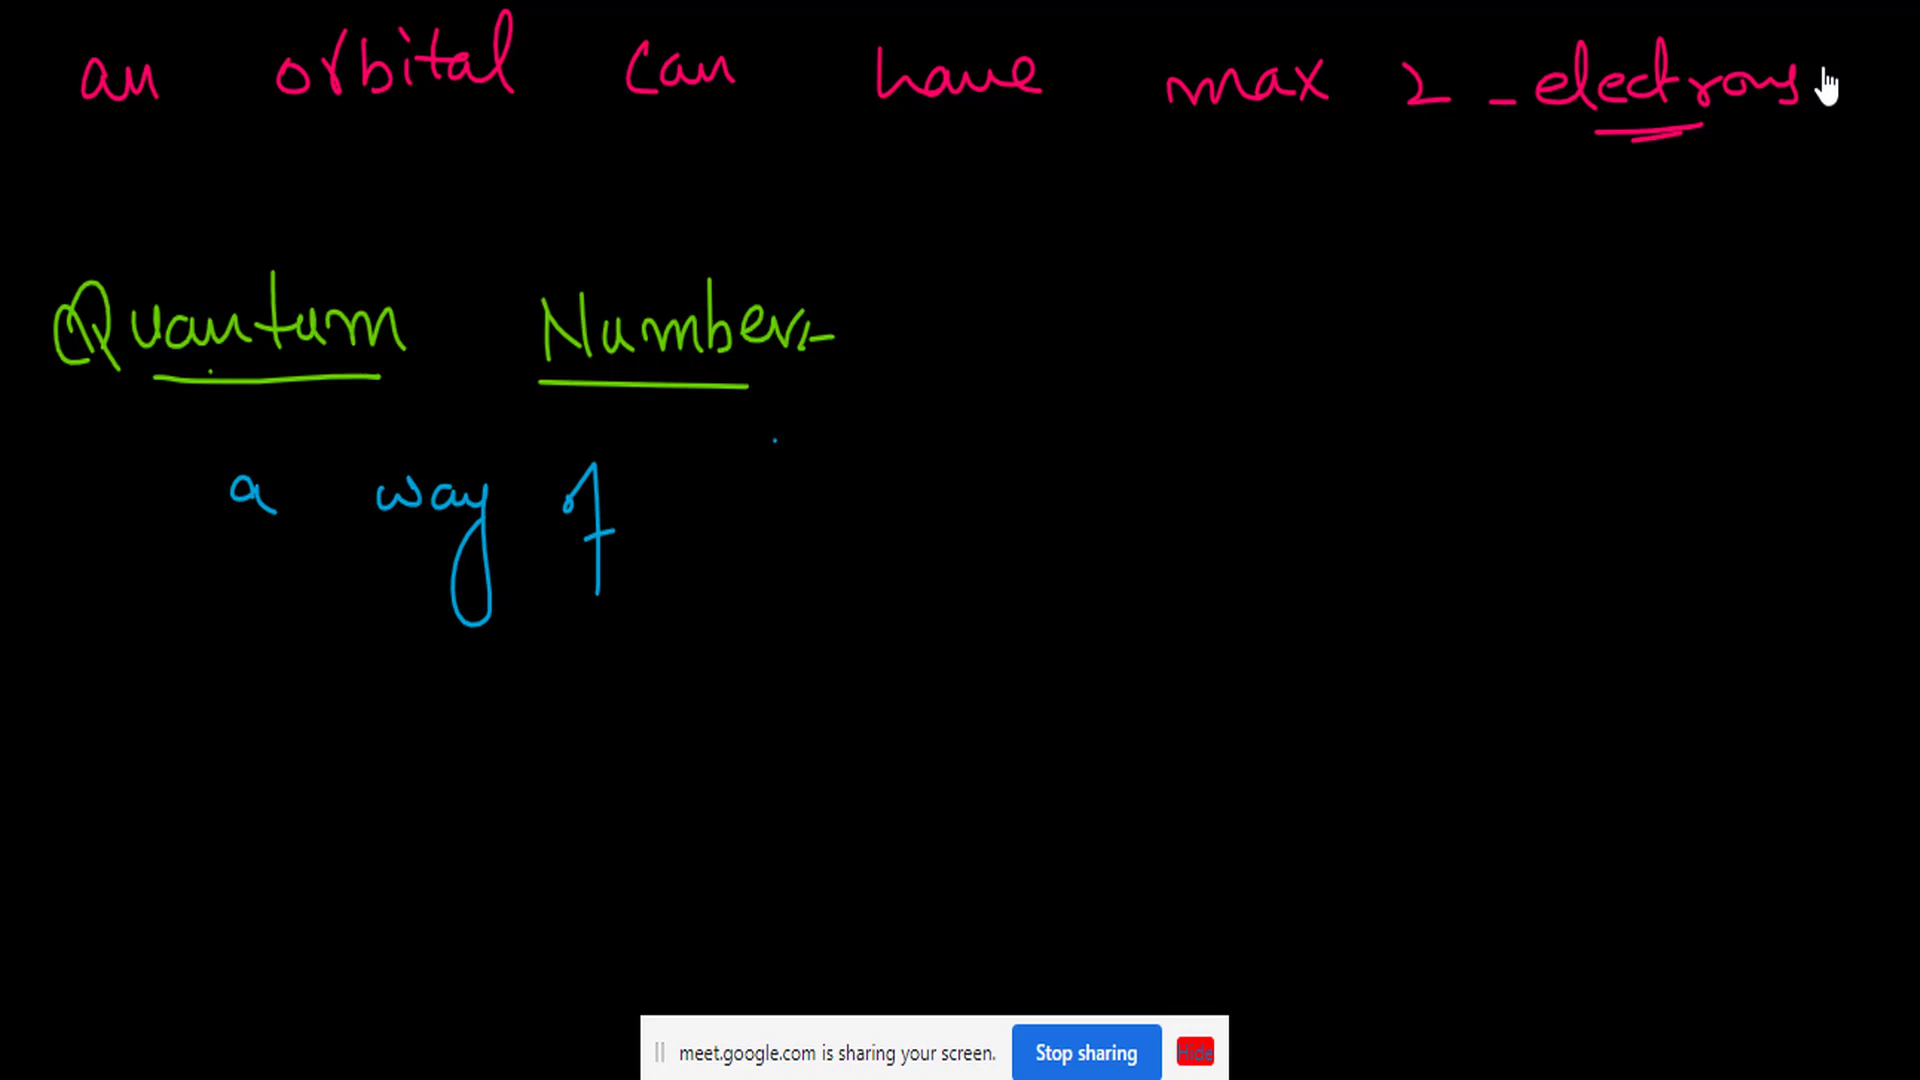 an orbital can have max 2 electrons
Quantum Numbers
a way of
meet.google.com is sharing your screen. Stop sharing Hide